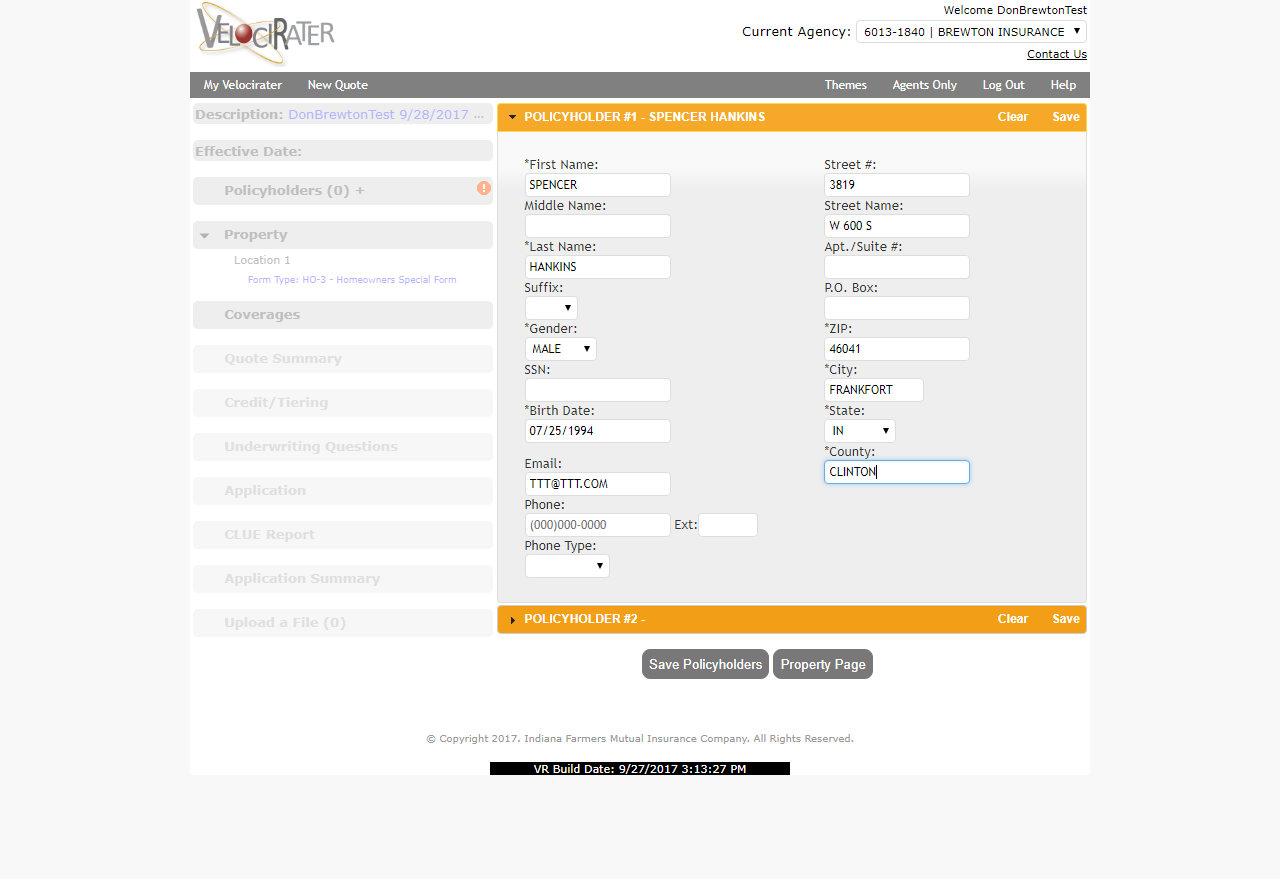 VELOCIRATER
Welcome DonBrewtonTest
Current Agency: 6013-1840 | BREWTON INSURANCE
Contact Us
My Velocirater New Quote Themes Agents Only Log Out Help
Description: DonBrewtonTest 9/28/2017 ...
Effective Date:
Policyholders (0) +
!
Property
Location 1
Form Type: HO-3 - Homeowners Special Form
Coverages
Quote Summary
Credit/Tiering
Underwriting Questions
Application
CLUE Report
Application Summary
Upload a File (0)
POLICYHOLDER #1 - SPENCER HANKINS Clear Save
*First Name:
SPENCER
Middle Name:
*Last Name:
HANKINS
Suffix:
*Gender:
MALE
SSN:
*Birth Date:
07/25/1994
Email:
TTT@TTT.COM
Phone:
(000)000-0000 Ext:
Phone Type:
Street #:
3819
Street Name:
W 600 S
Apt./Suite #:
P.O. Box:
*ZIP:
46041
*City:
FRANKFORT
*State:
IN
*County:
CLINTON
POLICYHOLDER #2 - Clear Save
Save Policyholders Property Page
© Copyright 2017. Indiana Farmers Mutual Insurance Company. All Rights Reserved.
VR Build Date: 9/27/2017 3:13:27 PM